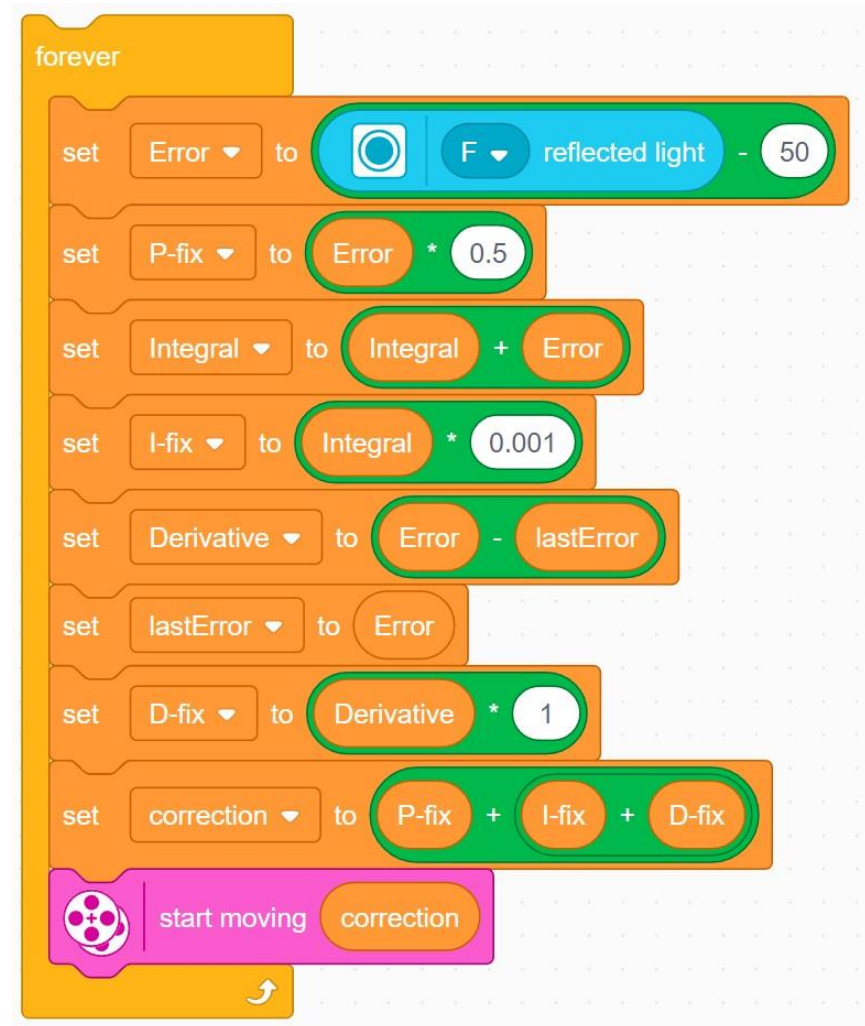 forever
set Error to F reflected light - 50
set P-fix to Error * 0.5
set Integral to Integral + Error
set I-fix to Integral * 0.001
set Derivative to Error - lastError
set lastError to Error
set D-fix to Derivative * 1
set correction to P-fix + I-fix + D-fix
start moving correction